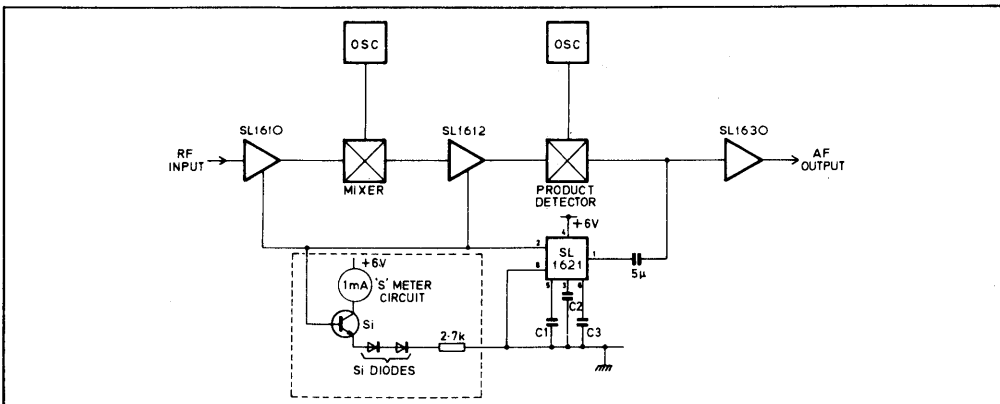 OSC
OSC
SL1610
SL1612
SL1630
RF
INPUT
AF
OUTPUT
MIXER
PRODUCT
DETECTOR
+6V
4
2
SL
1621
1
8
5µ
5
3
6
C2
C1
C3
+6V
1mA
'S' METER
CIRCUIT
Si
2·7k
Si DIODES